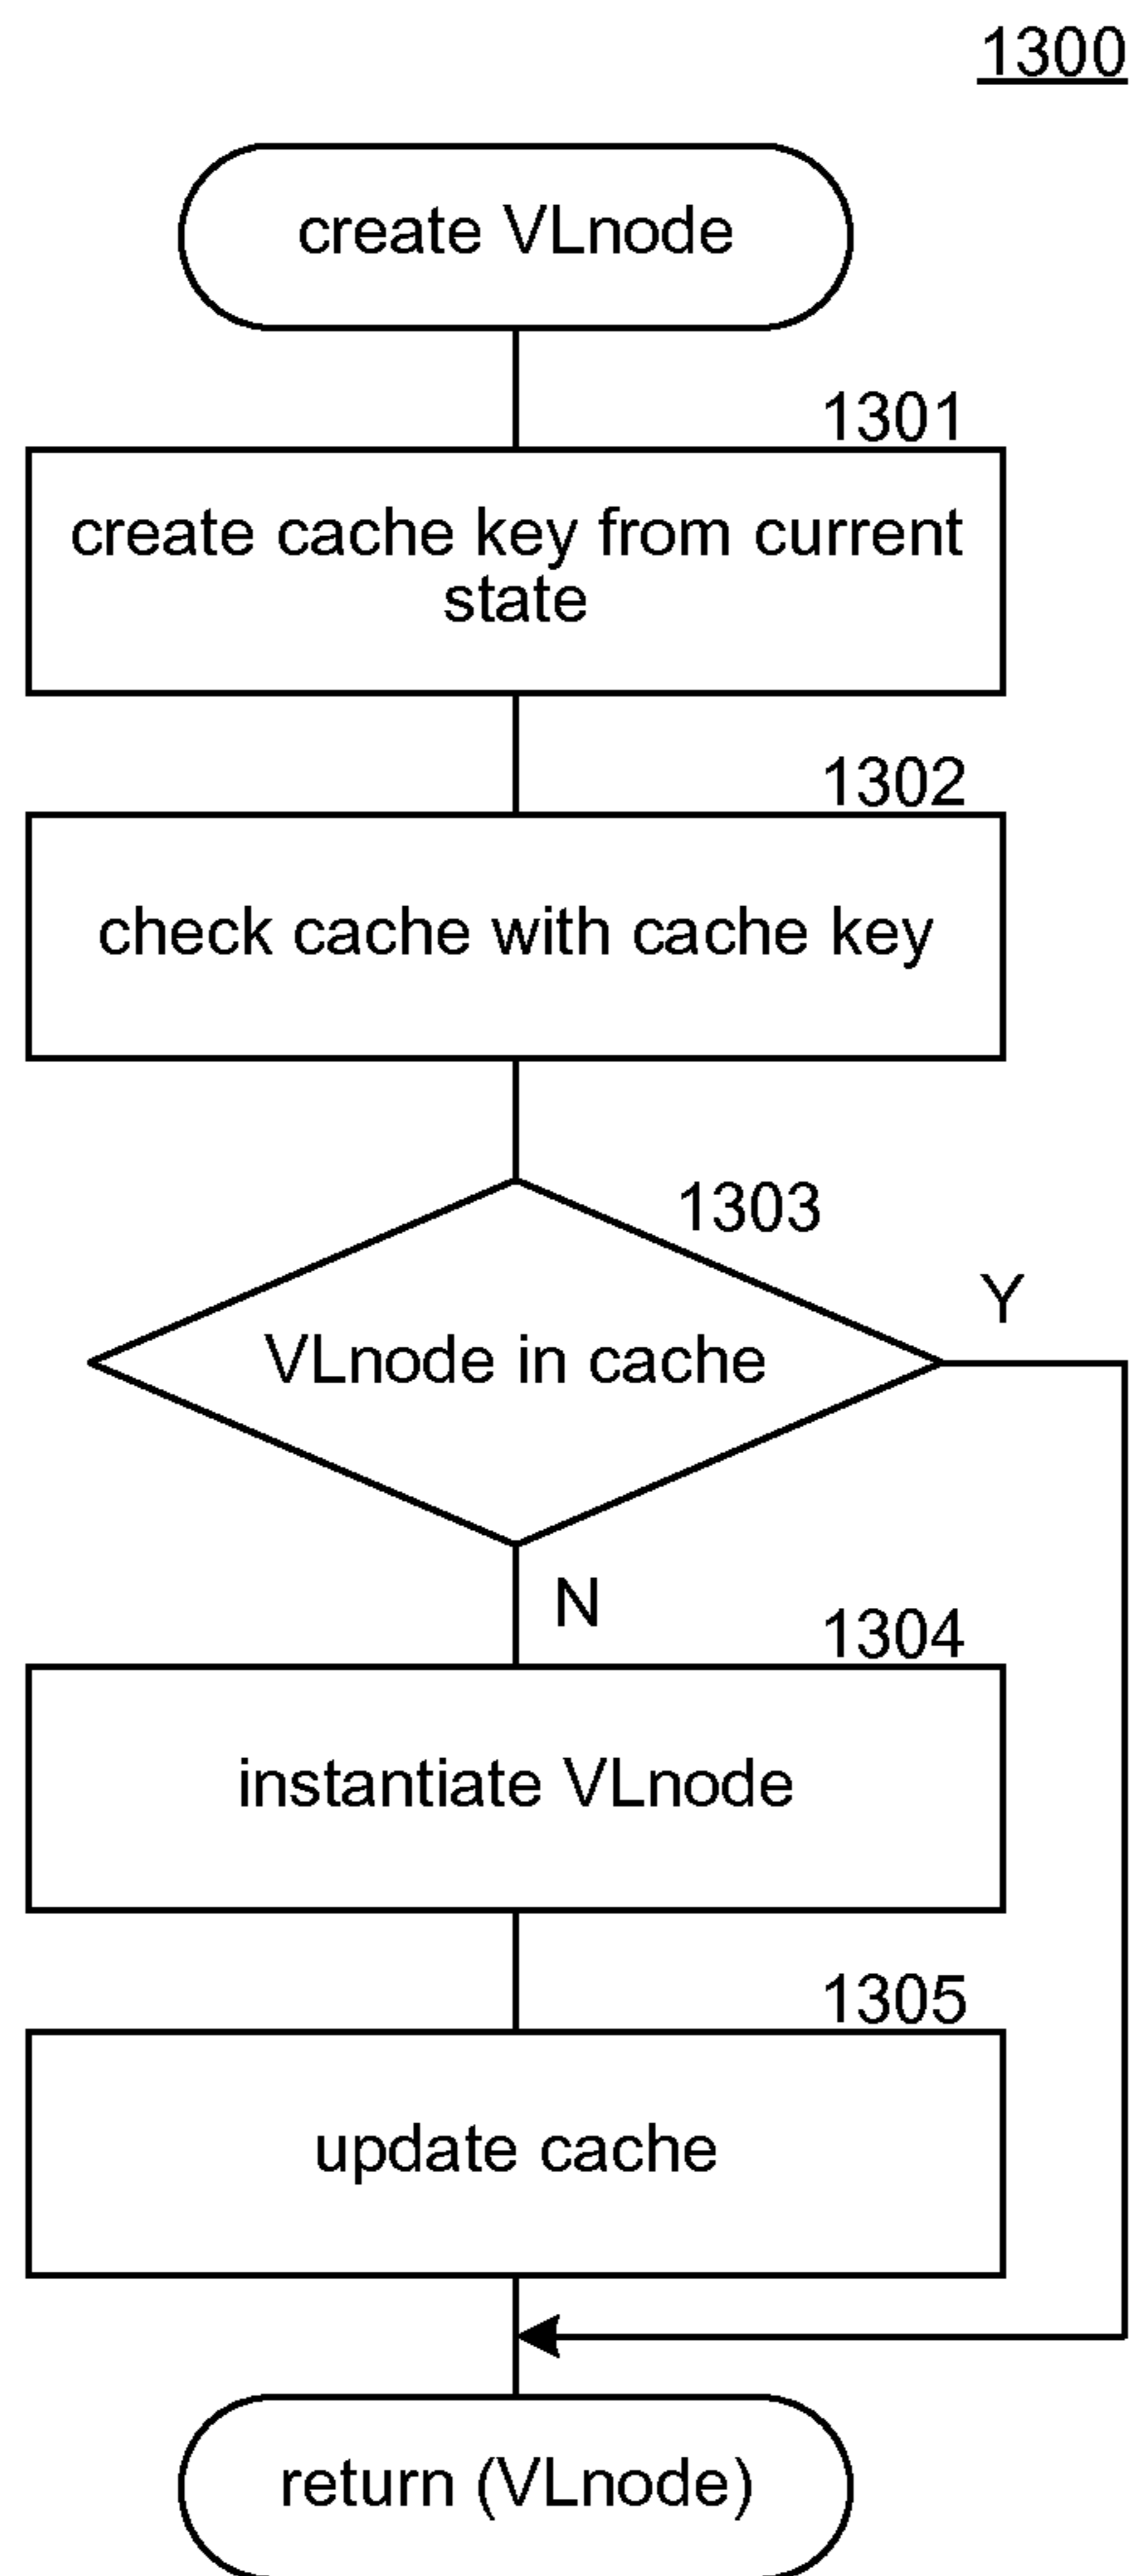 1300
create VLnode
1301
create cache key from current
state
1302
check cache with cache key
1303
VLnode in cache
Y
N
1304
instantiate VLnode
1305
update cache
return (VLnode)